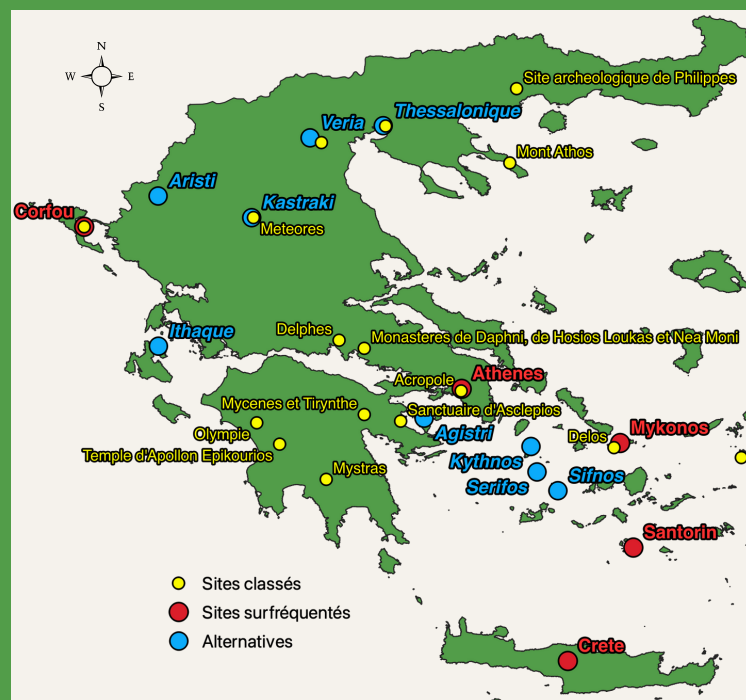 N
W E
S
Site archeologique de Philippes
Thessalonique
Veria
Mont Athos
Aristi
Kastraki
Corfou
Meteores
Ithaque
Delphes
Monasteres de Daphni, de Hosios Loukas et Nea Moni
Athenes
Acropole
Mycenes et Tirynthe
Sanctuaire d'Asclepios
Olympie
Agistri
Mykonos
Delos
Temple d'Apollon Epikourios
Kythnos
Mystras
Sifnos
Serifos
Santorin
Sites classés
Sites surfréquentés
Alternatives
Crete